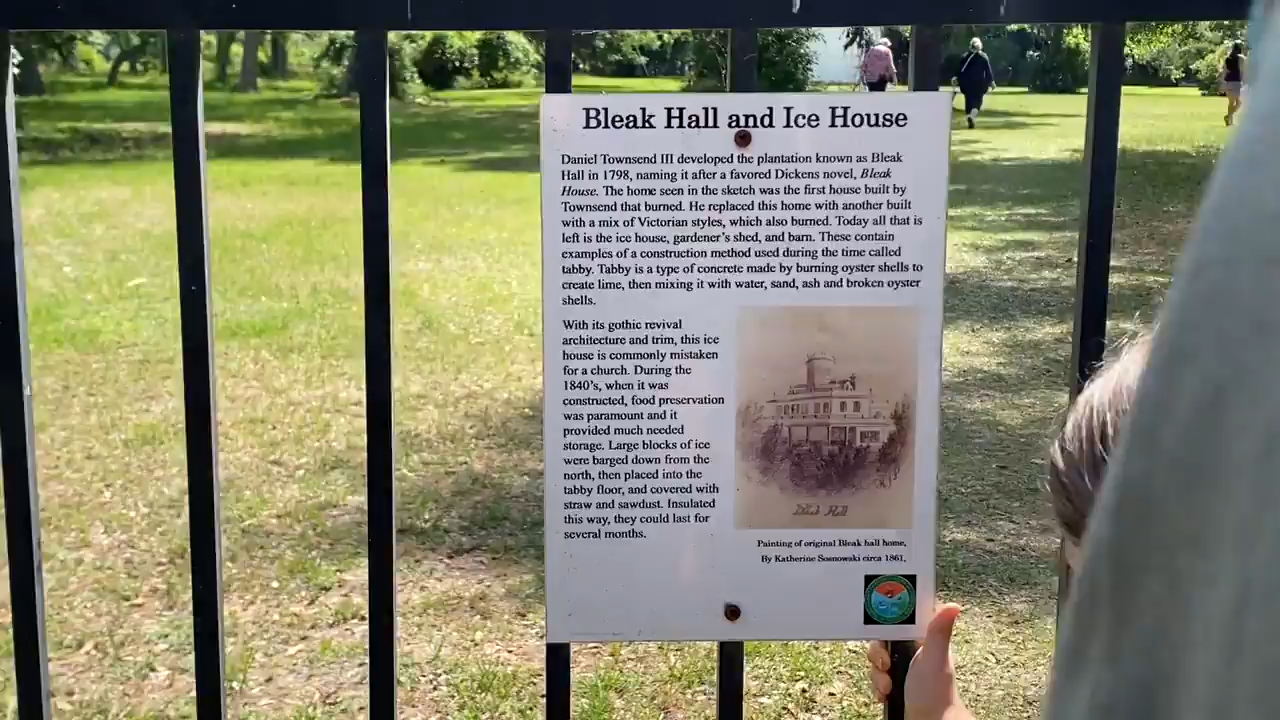 Bleak Hall and Ice House
Daniel Townsend III developed the plantation known as Bleak
Hall in 1798, naming it after a favored Dickens novel, Bleak
House. The home seen in the sketch was the first house built by
Townsend that burned. He replaced this home with another built
with a mix of Victorian styles, which also burned. Today all that is
left is the ice house, gardener's shed, and barn. These contain
examples of a construction method used during the time called
tabby. Tabby is a type of concrete made by burning oyster shells to
create lime, then mixing it with water, sand, ash and broken oyster
shells.
With its gothic revival
architecture and trim, this ice
house is commonly mistaken
for a church. During the
1840's, when it was
constructed, food preservation
was paramount and it
provided much needed
storage. Large blocks of ice
were barged down from the
north, then placed into the
tabby floor, and covered with
straw and sawdust. Insulated
this way, they could last for
several months.
Bleak Hall
Painting of original Bleak hall home,
By Katherine Sosnowski circa 1861.